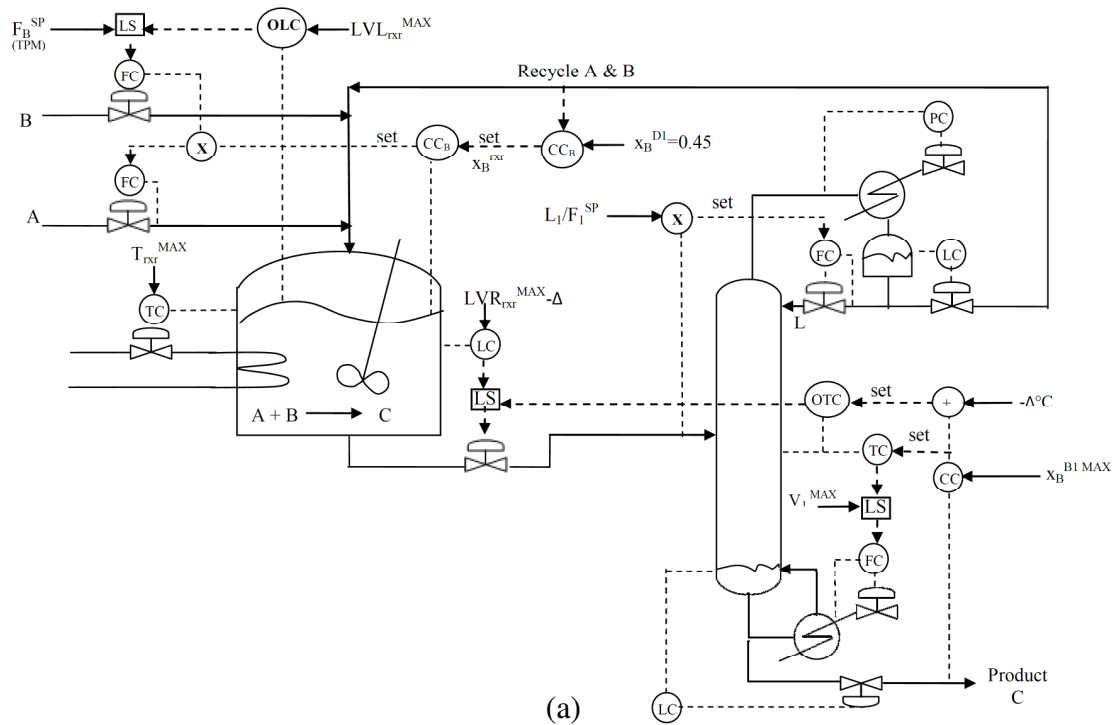 F_B^SP
(TPM)
LS
OLC
LVL_rxr^MAX
FC
Recycle A & B
PC
B
X
set
CC_B
set
x_B^rxr
CC_B
x_B^D1=0.45
FC
L_1/F_1^SP
X
set
A
FC
LC
T_rxr^MAX
TC
LVR_rxr^MAX-Δ
L
LC
LS
OTC
set
+
-Δ°C
A + B
C
TC
set
CC
x_B^B1 MAX
V_1^MAX
LS
FC
Product
C
LC
(a)